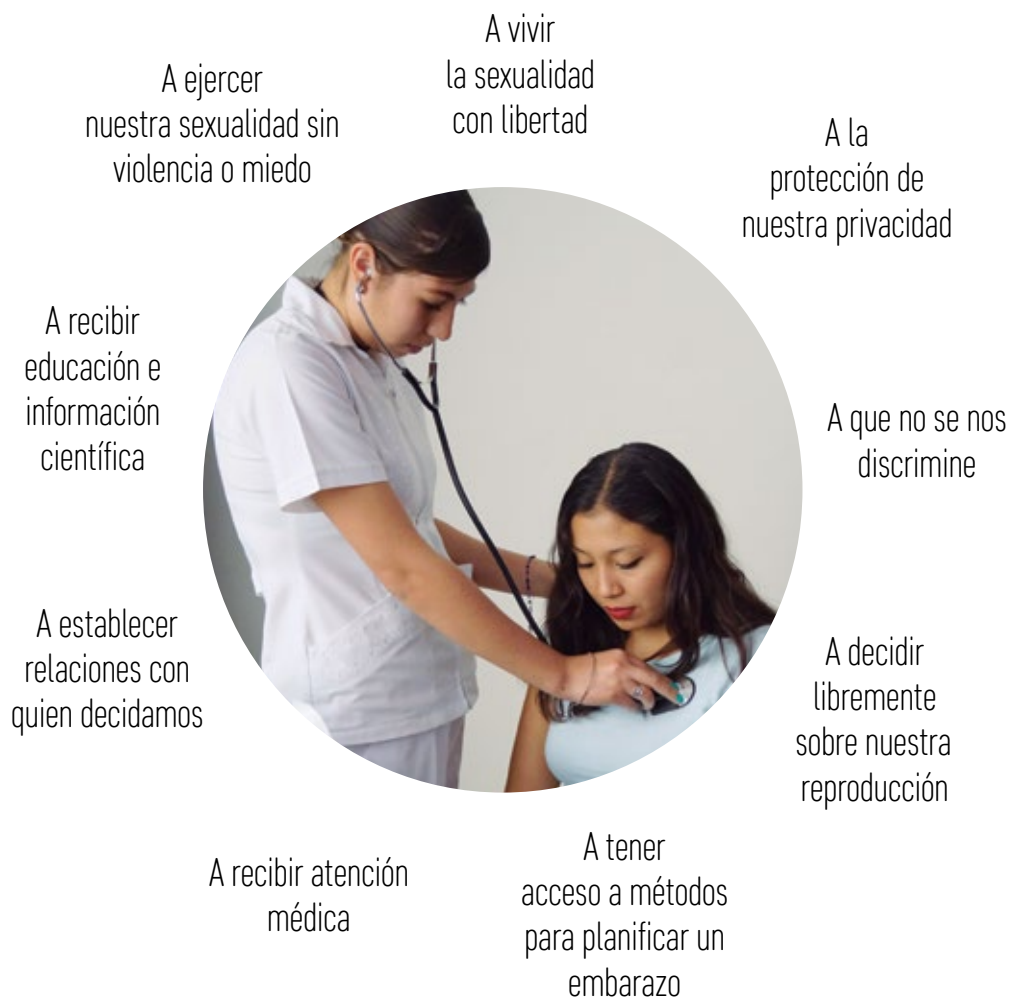 A vivir
la sexualidad
con libertad
A la
protección de
nuestra privacidad
A que no se nos
discrimine
A decidir
libremente
sobre nuestra
reproducción
A tener
acceso a métodos
para planificar un
embarazo
A recibir atención
médica
A establecer
relaciones con
quien decidamos
A recibir
educación e
información
científica
A ejercer
nuestra sexualidad sin
violencia o miedo